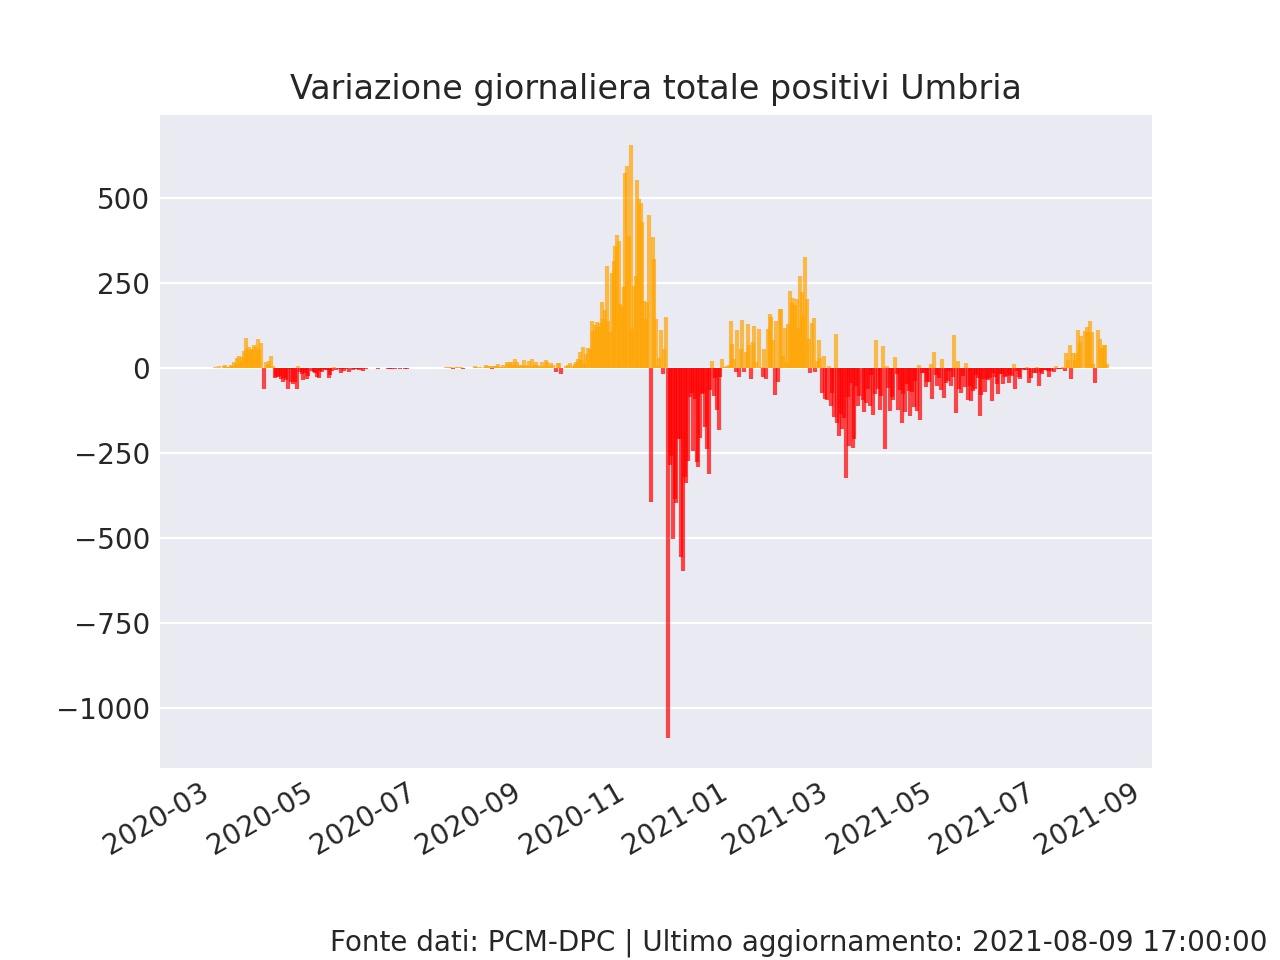 Variazione giornaliera totale positivi Umbria
500
250
0
−250
−500
−750
−1000
2020-03 2020-05 2020-07 2020-09 2020-11 2021-01 2021-03 2021-05 2021-07 2021-09
Fonte dati: PCM-DPC | Ultimo aggiornamento: 2021-08-09 17:00:00